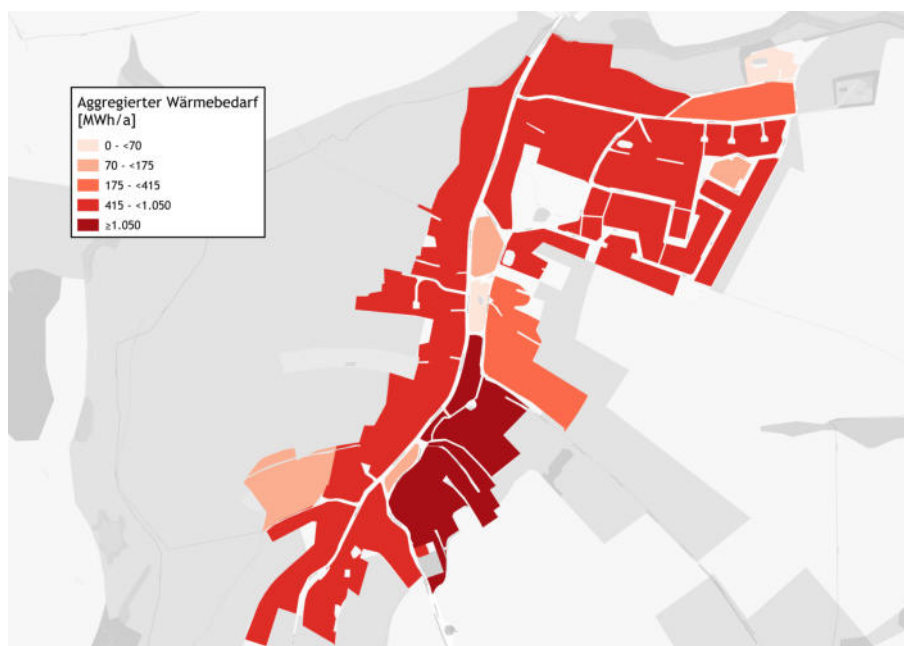 Aggregierter Wärmebedarf
[MWh/a]
0 - <70
70 - <175
175 - <415
415 - <1.050
≥1.050